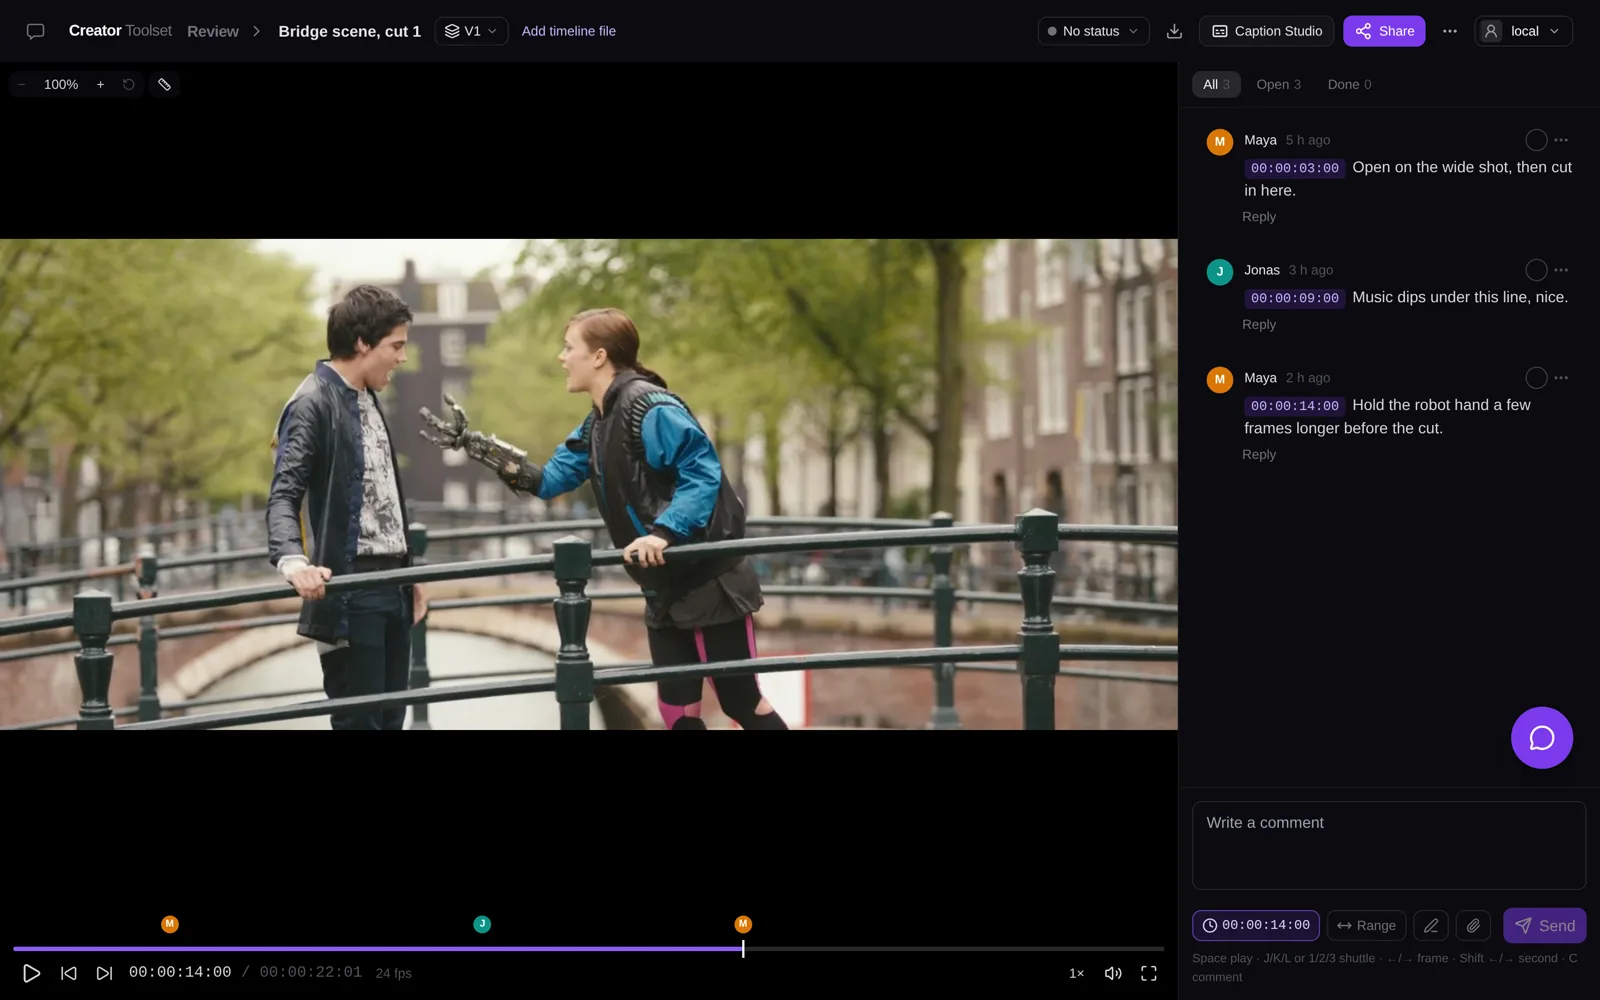 Creator Toolset Review Bridge scene, cut 1 V1 Add timeline file No status Caption Studio Share local
− 100% +
All 3 Open 3 Done 0
M Maya 5 h ago
00:00:03:00 Open on the wide shot, then cut
in here.
Reply
J Jonas 3 h ago
00:00:09:00 Music dips under this line, nice.
Reply
M Maya 2 h ago
00:00:14:00 Hold the robot hand a few
frames longer before the cut.
Reply
Write a comment
00:00:14:00 Range Send
Space play · J/K/L or 1/2/3 shuttle · ←/→ frame · Shift ←/→ second · C
comment
M J M
00:00:14:00 / 00:00:22:01 24 fps 1×